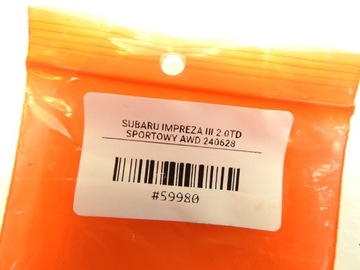 SUBARU IMPREZA III 2.0TD
SPORTOWY AWD 240628
#59980